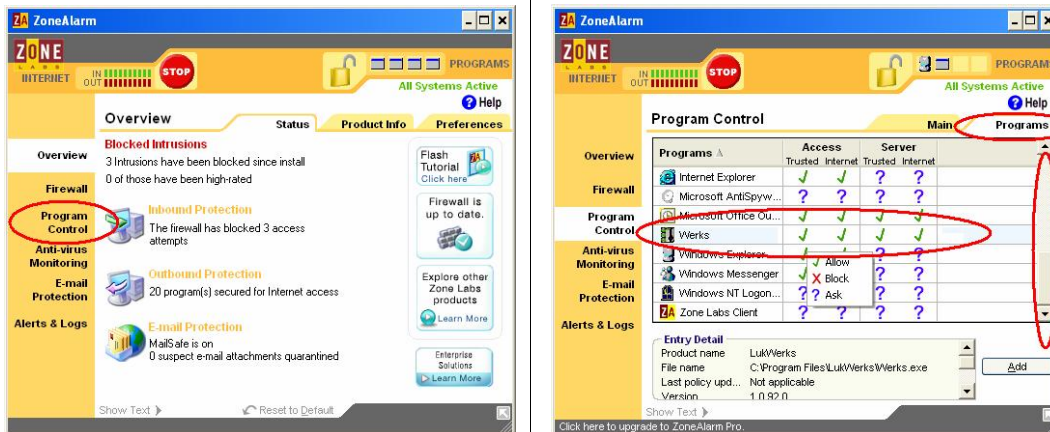 ZA ZoneAlarm
ZONE
LABS
INTERNET
IN
OUT
STOP
PROGRAMS
All Systems Active
? Help
Overview
Status
Product Info
Preferences
Overview
Firewall
Program
Control
Anti-virus
Monitoring
E-mail
Protection
Alerts & Logs
Blocked Intrusions
3 Intrusions have been blocked since install
0 of those have been high-rated
Inbound Protection
The firewall has blocked 3 access
attempts
Outbound Protection
20 program(s) secured for Internet access
E-mail Protection
MailSafe is on
0 suspect e-mail attachments quarantined
Flash
Tutorial
Click here
Firewall is
up to date.
Explore other
Zone Labs
products
Learn More
Enterprise
Solutions
Learn More
Show Text
Reset to Default
ZA ZoneAlarm
ZONE
LABS
INTERNET
IN
OUT
STOP
PROGRAM
All Systems Active
? Help
Program Control
Main
Programs
Overview
Firewall
Program
Control
Anti-virus
Monitoring
E-mail
Protection
Alerts & Logs
Programs Access Server
Trusted Internet Trusted Internet
Internet Explorer √ √ ? ?
Microsoft AntiSpyw... ? ? ? ?
Microsoft Office Ou... √ √ √ √
Werks √ √ √ √
Windows Explorer ? ?
Windows Messenger √ ? ?
Windows NT Logon... ? ? ?
ZA Zone Labs Client ? ? ? ?
√ Allow
X Block
? Ask
Entry Detail
Product name LukWerks
File name C:\Program Files\LukWerks\Werks.exe
Last policy upd... Not applicable
Version 1.0.92.0
Add
Show Text
Click here to upgrade to ZoneAlarm Pro.